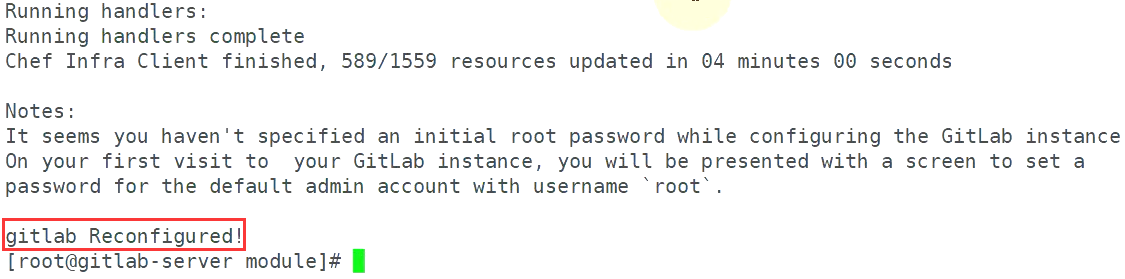 Running handlers:
Running handlers complete
Chef Infra Client finished, 589/1559 resources updated in 04 minutes 00 seconds
Notes:
It seems you haven't specified an initial root password while configuring the GitLab instance
On your first visit to  your GitLab instance, you will be presented with a screen to set a
password for the default admin account with username `root`.
gitlab Reconfigured!
[root@gitlab-server module]#